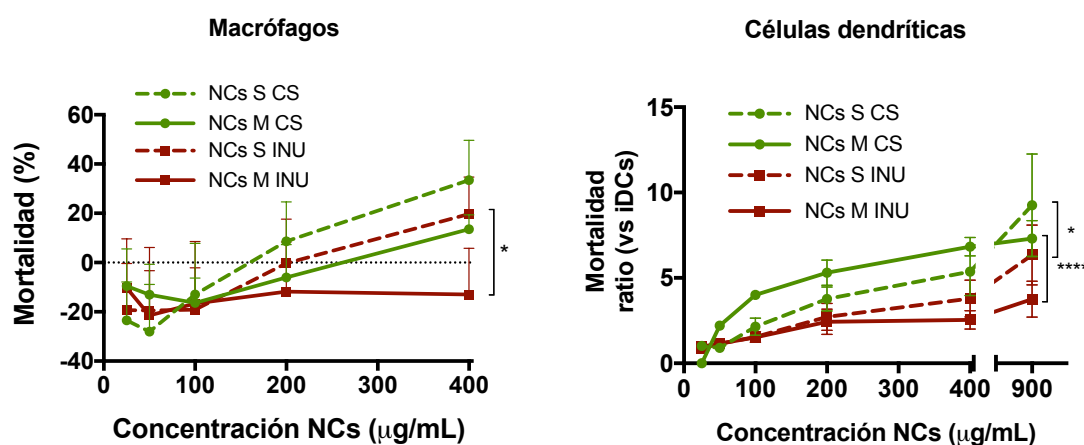 Macrófagos
NCs S CS
NCs M CS
NCs S INU
NCs M INU
Mortalidad (%)
60
40
20
0
-20
-40
*
0
100
200
300
400
Concentración NCs (μg/mL)
Células dendríticas
NCs S CS
NCs M CS
NCs S INU
NCs M INU
Mortalidad
ratio (vs iDCs)
15
10
5
0
*
****
0
100
200
300
400
900
Concentración NCs (μg/mL)